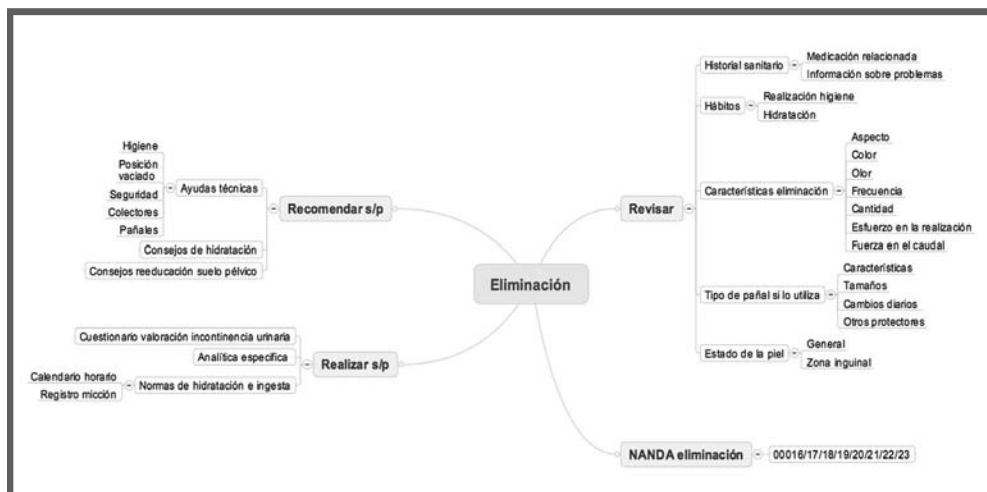 Eliminación
Recomendar s/p
Ayudas técnicas
Higiene
Posición
vaciado
Seguridad
Colectores
Pañales
Consejos de hidratación
Consejos reeducación suelo pélvico
Realizar s/p
Cuestionario valoración incontinencia urinaria
Analítica especifica
Normas de hidratación e ingesta
Calendario horario
Registro micción
Revisar
Historial sanitario
Medicación relacionada
Información sobre problemas
Hábitos
Realización higiene
Hidratación
Características eliminación
Aspecto
Color
Olor
Frecuencia
Cantidad
Esfuerzo en la realización
Fuerza en el caudal
Tipo de pañal si lo utiliza
Características
Tamaños
Cambios diarios
Otros protectores
Estado de la piel
General
Zona inguinal
NANDA eliminación
00016/17/18/19/20/21/22/23